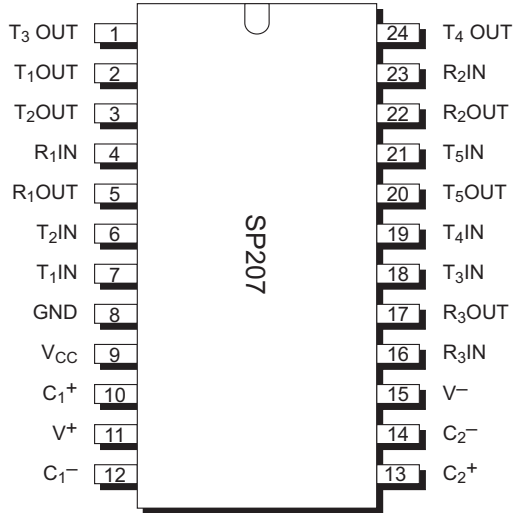 T₃ OUT 1 24 T₄ OUT
T₁OUT 2 23 R₂IN
T₂OUT 3 22 R₂OUT
R₁IN 4 21 T₅IN
R₁OUT 5 20 T₅OUT
T₂IN 6 19 T₄IN
T₁IN 7 18 T₃IN
GND 8 17 R₃OUT
V_CC 9 16 R₃IN
C₁⁺ 10 15 V⁻
V⁺ 11 14 C₂⁻
C₁⁻ 12 13 C₂⁺
SP207